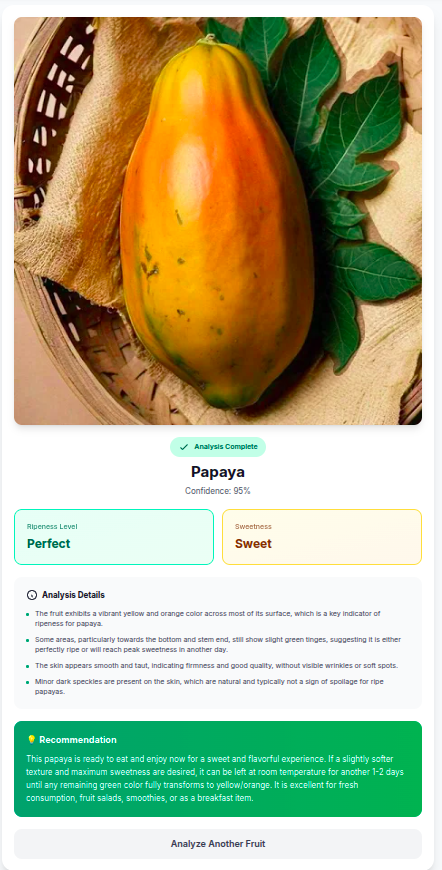 Analysis Complete
Papaya
Confidence: 95%
Ripeness Level
Perfect
Sweetness
Sweet
Analysis Details
The fruit exhibits a vibrant yellow and orange color across most of its surface, which is a key indicator of
ripeness for papaya.
Some areas, particularly towards the bottom and stem end, still show slight green tinges, suggesting it is either
perfectly ripe or will reach peak sweetness in another day.
The skin appears smooth and taut, indicating firmness and good quality, without visible wrinkles or soft spots.
Minor dark speckles are present on the skin, which are natural and typically not a sign of spoilage for ripe
papayas.
💡 Recommendation
This papaya is ready to eat and enjoy now for a sweet and flavorful experience. If a slightly softer
texture and maximum sweetness are desired, it can be left at room temperature for another 1-2 days
until any remaining green color fully transforms to yellow/orange. It is excellent for fresh
consumption, fruit salads, smoothies, or as a breakfast item.
Analyze Another Fruit